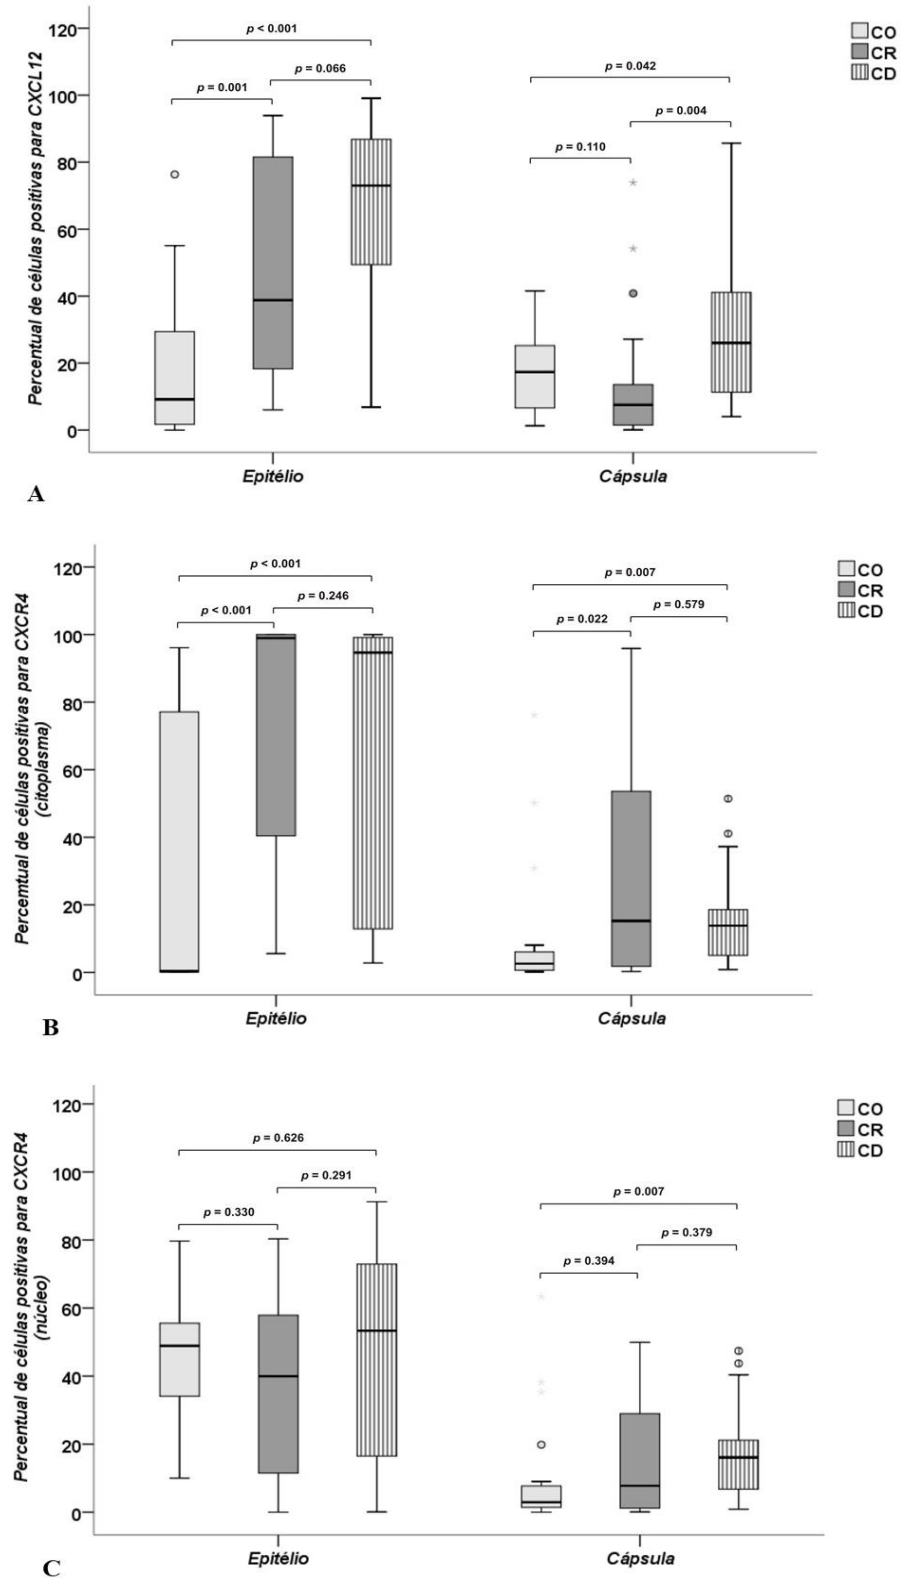 Percentual de células positivas para CXCL12
120
100
80
60
40
20
0
p < 0.001
p = 0.066
p = 0.001
p = 0.042
p = 0.004
p = 0.110
CO
CR
CD
Epitélio
Cápsula
A
Percemtual de células positivas para CXCR4
(citoplasma)
120
100
80
60
40
20
0
p < 0.001
p = 0.246
p < 0.001
p = 0.007
p = 0.579
p = 0.022
CO
CR
CD
Epitélio
Cápsula
B
Percentual de células positivas para CXCR4
(núcleo)
120
100
80
60
40
20
0
p = 0.626
p = 0.291
p = 0.330
p = 0.007
p = 0.379
p = 0.394
CO
CR
CD
Epitélio
Cápsula
C